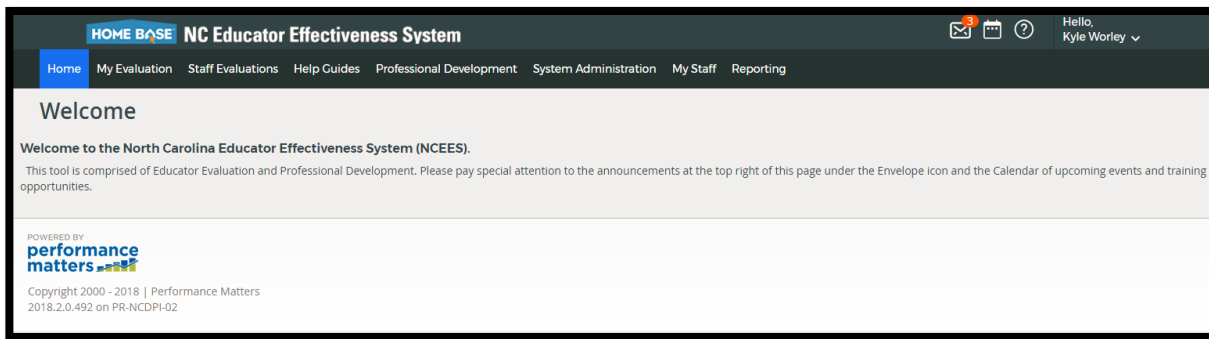 HOME BASE NC Educator Effectiveness System
3
Hello,
Kyle Worley
Home My Evaluation Staff Evaluations Help Guides Professional Development System Administration My Staff Reporting
Welcome
Welcome to the North Carolina Educator Effectiveness System (NCEES).
This tool is comprised of Educator Evaluation and Professional Development. Please pay special attention to the announcements at the top right of this page under the Envelope icon and the Calendar of upcoming events and training
opportunities.
POWERED BY
performance
matters
Copyright 2000 - 2018 | Performance Matters
2018.2.0.492 on PR-NCDPI-02